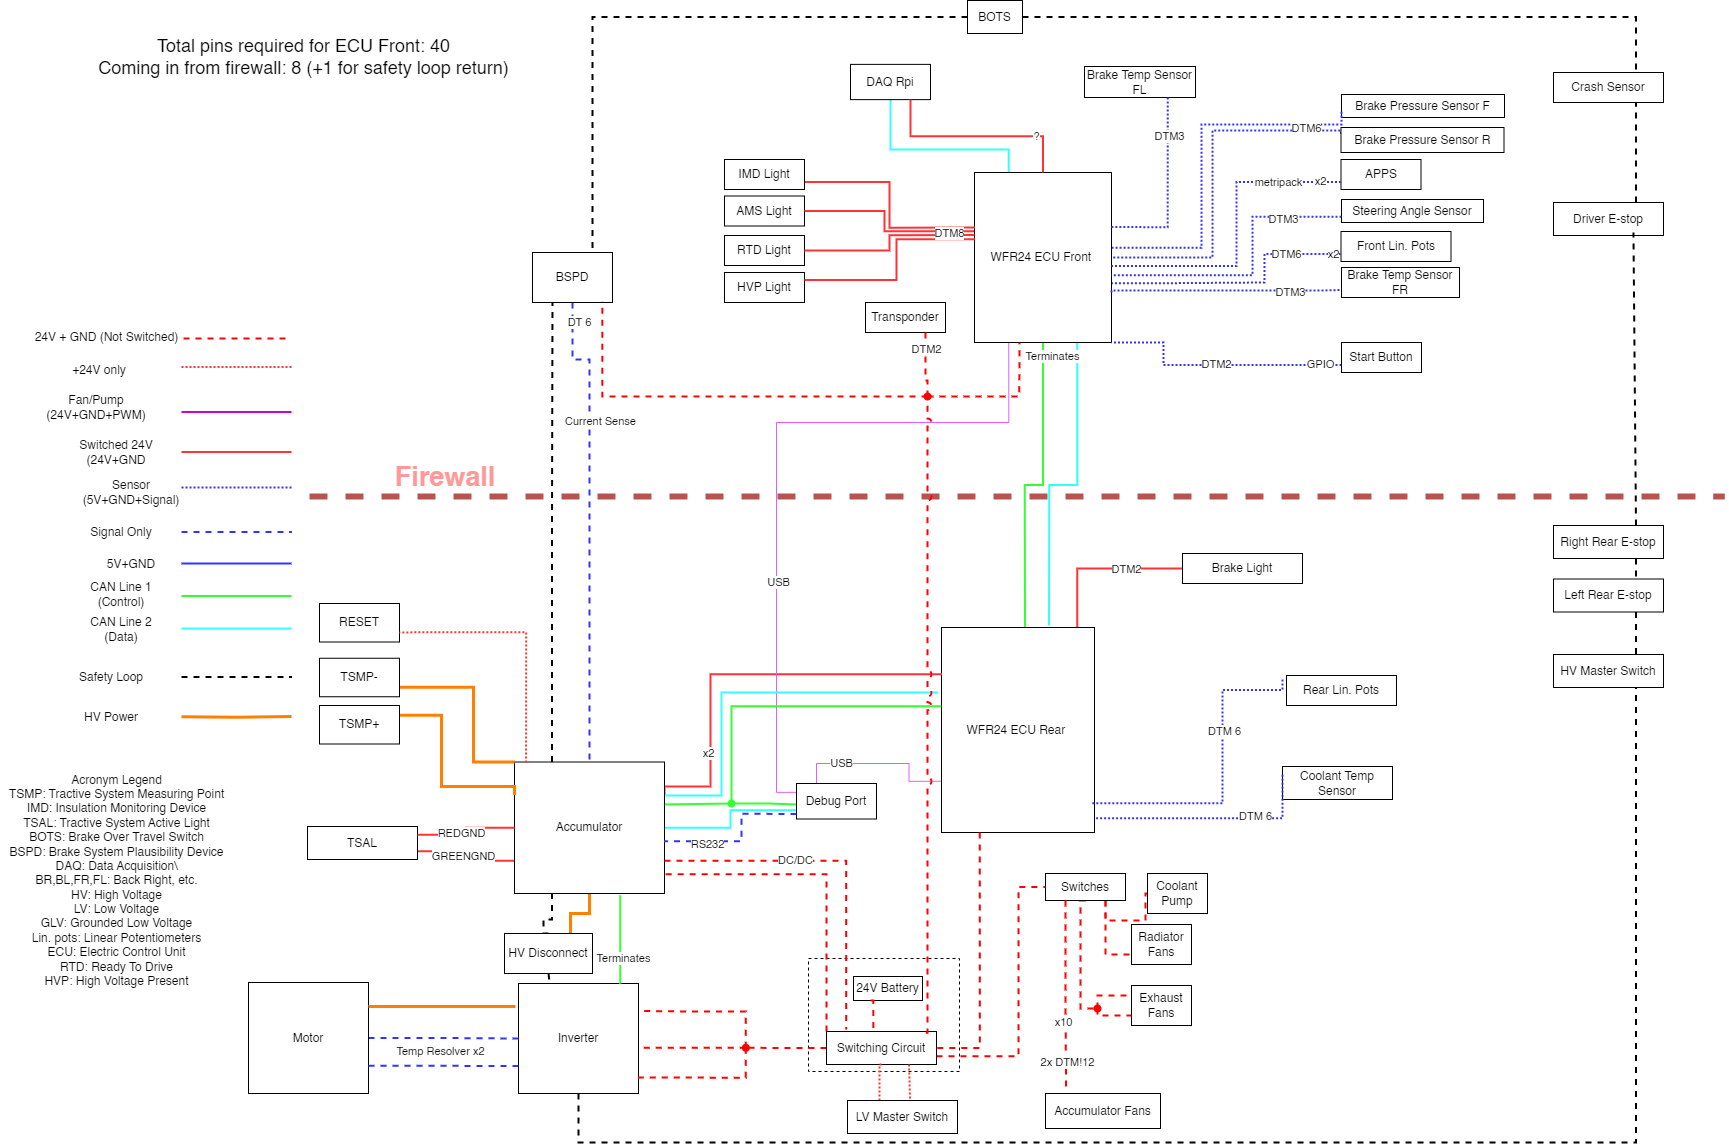 BOTS
Total pins required for ECU Front: 40
Coming in from firewall: 8 (+1 for safety loop return)
DAQ Rpi
Brake Temp Sensor
FL
Crash Sensor
Brake Pressure Sensor F
DTM6
Brake Pressure Sensor R
?
DTM3
IMD Light
AMS Light
RTD Light
HVP Light
DTM8
WFR24 ECU Front
metripack
x2
APPS
DTM3
Steering Angle Sensor
Driver E-stop
DTM6
x2
Front Lin. Pots
Brake Temp Sensor
FR
DTM3
BSPD
DT 6
Transponder
DTM2
Terminates
DTM2
GPIO
Start Button
24V + GND (Not Switched)
+24V only
Fan/Pump
(24V+GND+PWM)
Switched 24V
(24V+GND
Sensor
(5V+GND+Signal)
Signal Only
5V+GND
CAN Line 1
(Control)
CAN Line 2
(Data)
Safety Loop
HV Power
Current Sense
Firewall
Right Rear E-stop
Left Rear E-stop
HV Master Switch
USB
DTM2
Brake Light
RESET
TSMP-
TSMP+
x2
WFR24 ECU Rear
Rear Lin. Pots
DTM 6
Coolant Temp
Sensor
DTM 6
USB
Debug Port
Accumulator
RS232
DC/DC
TSAL
REDGND
GREENGND
Acronym Legend
TSMP: Tractive System Measuring Point
IMD: Insulation Monitoring Device
TSAL: Tractive System Active Light
BOTS: Brake Over Travel Switch
BSPD: Brake System Plausibility Device
DAQ: Data Acquisition\
BR,BL,FR,FL: Back Right, etc.
HV: High Voltage
LV: Low Voltage
GLV: Grounded Low Voltage
Lin. pots: Linear Potentiometers
ECU: Electric Control Unit
RTD: Ready To Drive
HVP: High Voltage Present
HV Disconnect
Terminates
Motor
Temp Resolver x2
Inverter
24V Battery
Switching Circuit
LV Master Switch
Switches
Coolant
Pump
Radiator
Fans
Exhaust
Fans
x10
2x DTM!12
Accumulator Fans